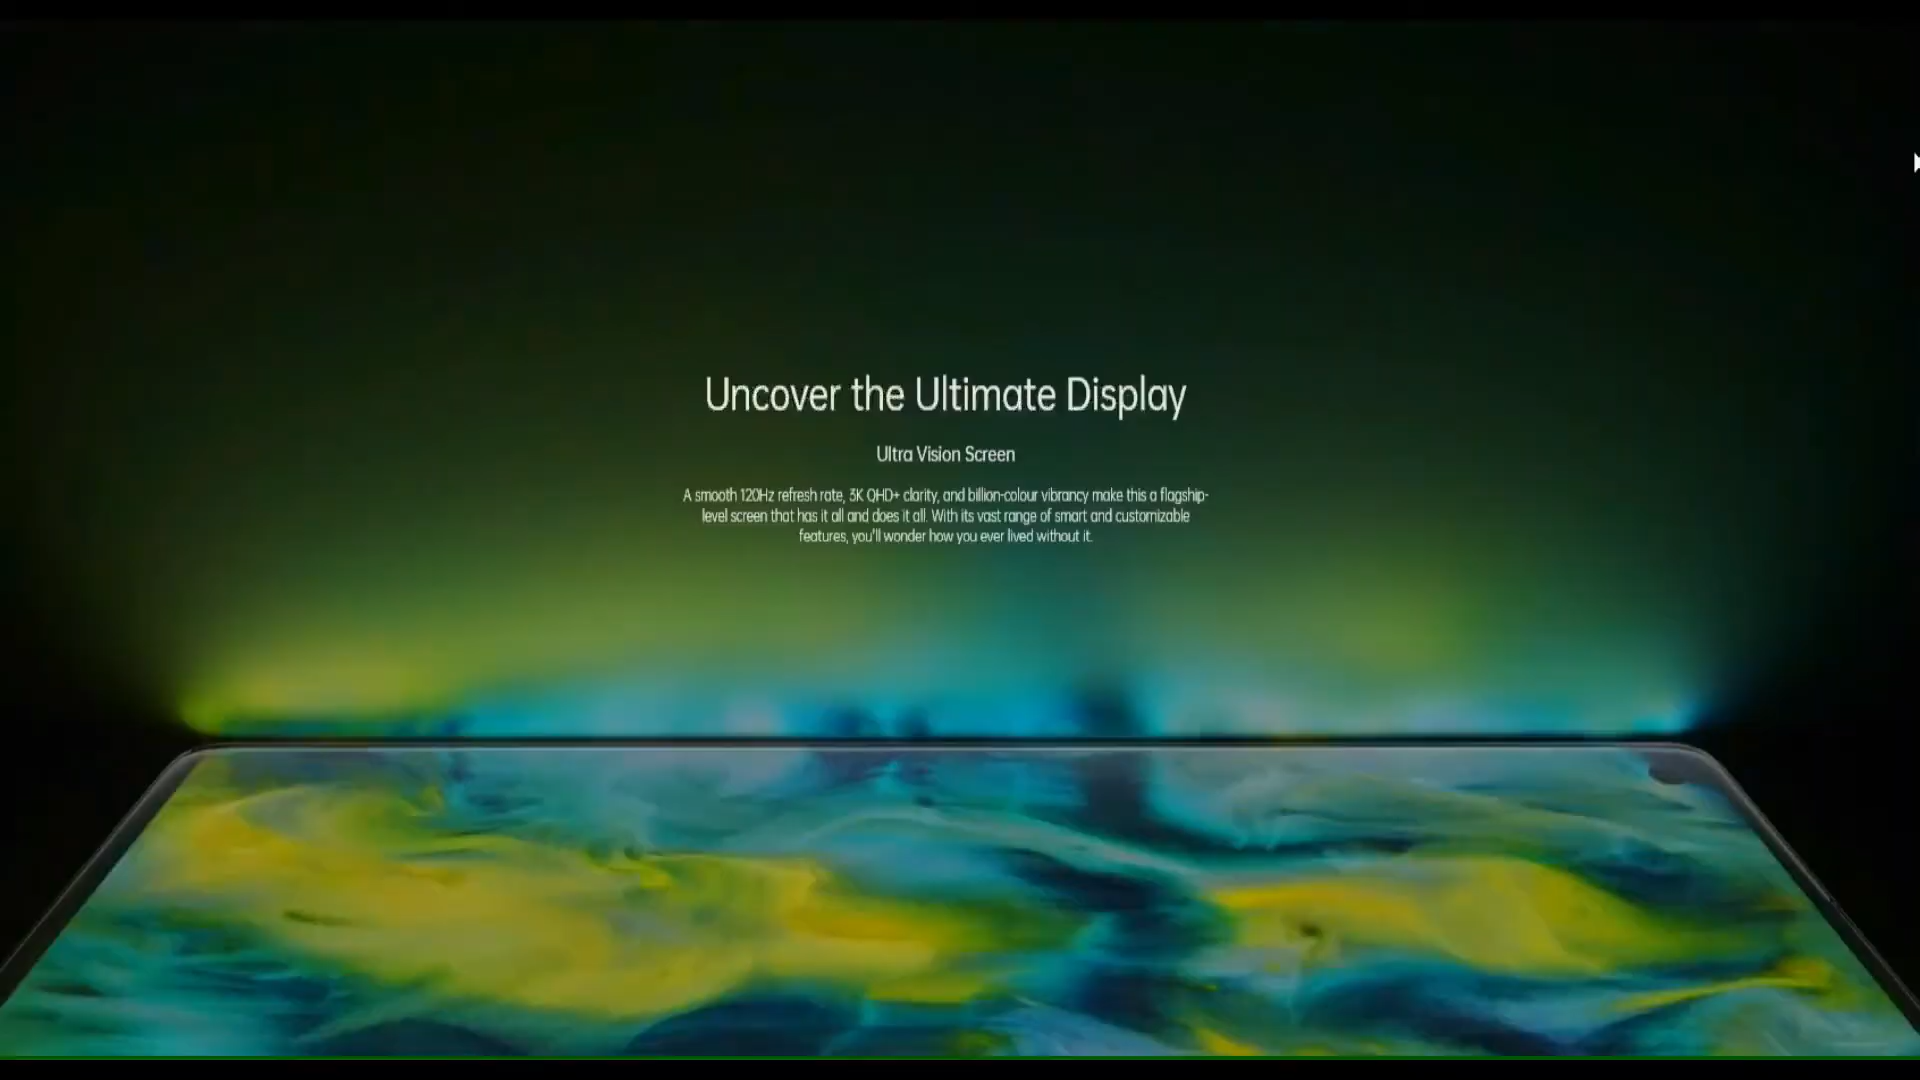 Uncover the Ultimate Display
Ultra Vision Screen
A smooth 120Hz refresh rate, 3K QHD+ clarity, and billion-colour vibrancy make this a flagship-
level screen that has it all and does it all. With its vast range of smart and customizable
features, you'll wonder how you ever lived without it.